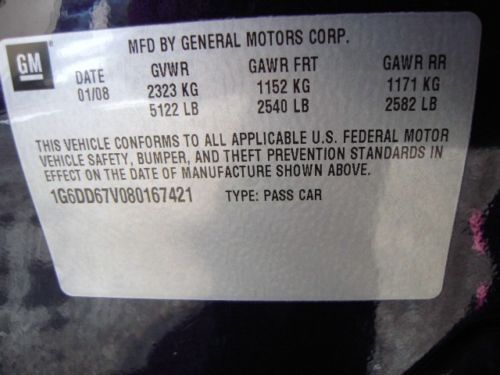 GM
MFD BY GENERAL MOTORS CORP.
DATE GVWR GAWR FRT GAWR RR
01/08 2323 KG 1152 KG 1171 KG
5122 LB 2540 LB 2582 LB
THIS VEHICLE CONFORMS TO ALL APPLICABLE U.S. FEDERAL MOTOR
VEHICLE SAFETY, BUMPER, AND THEFT PREVENTION STANDARDS IN
EFFECT ON THE DATE OF MANUFACTURE SHOWN ABOVE.
1G6DD67V080167421 TYPE: PASS CAR